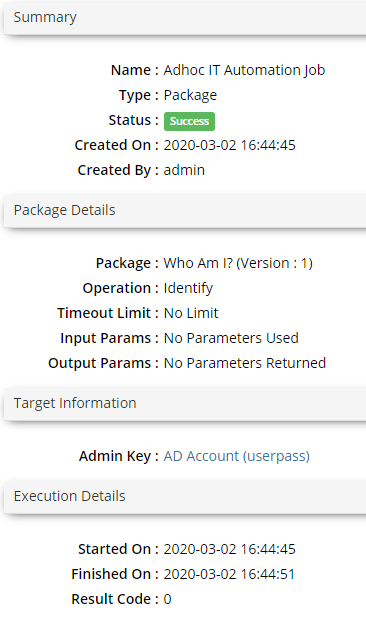 Summary
Name : Adhoc IT Automation Job
Type : Package
Status : Success
Created On : 2020-03-02 16:44:45
Created By : admin
Package Details
Package : Who Am I? (Version : 1)
Operation : Identify
Timeout Limit : No Limit
Input Params : No Parameters Used
Output Params : No Parameters Returned
Target Information
Admin Key : AD Account (userpass)
Execution Details
Started On : 2020-03-02 16:44:45
Finished On : 2020-03-02 16:44:51
Result Code : 0